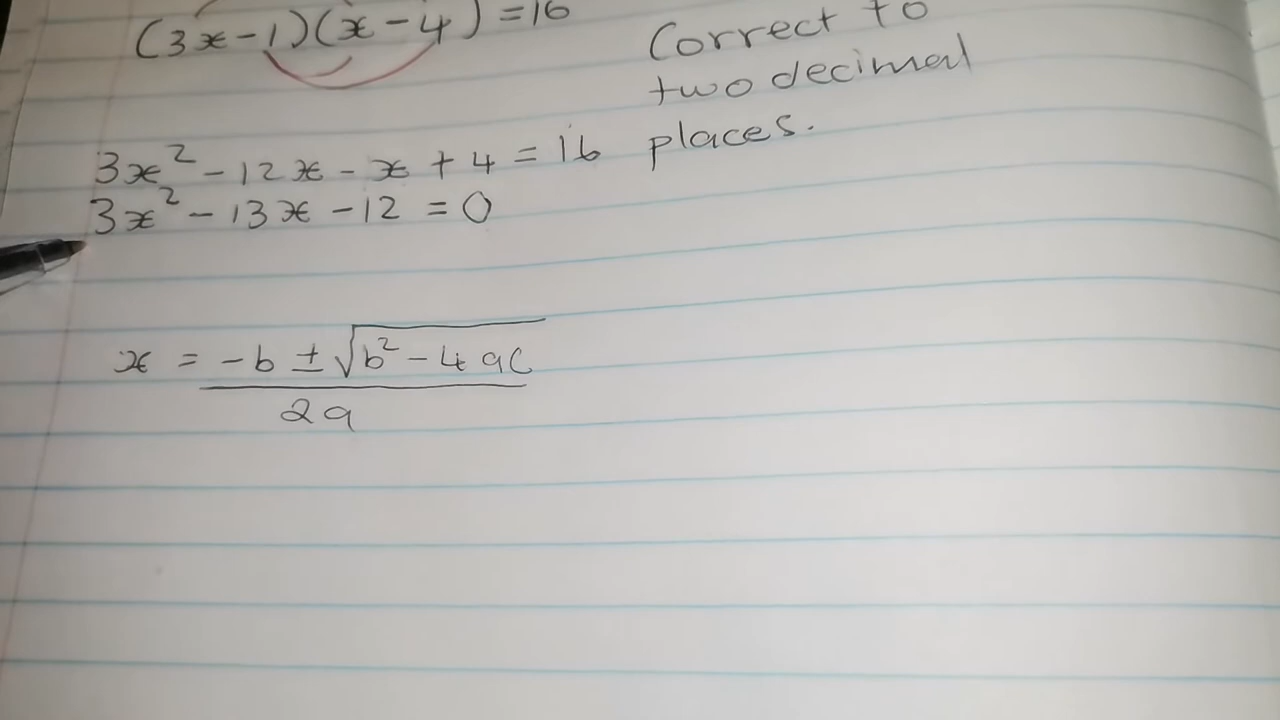 (3x-1)(x-4) = 16
Correct to
two decimal
places.
3x² - 12x - x + 4 = 16
3x² - 13x - 12 = 0
x = -b ± √b² - 4ac
2a